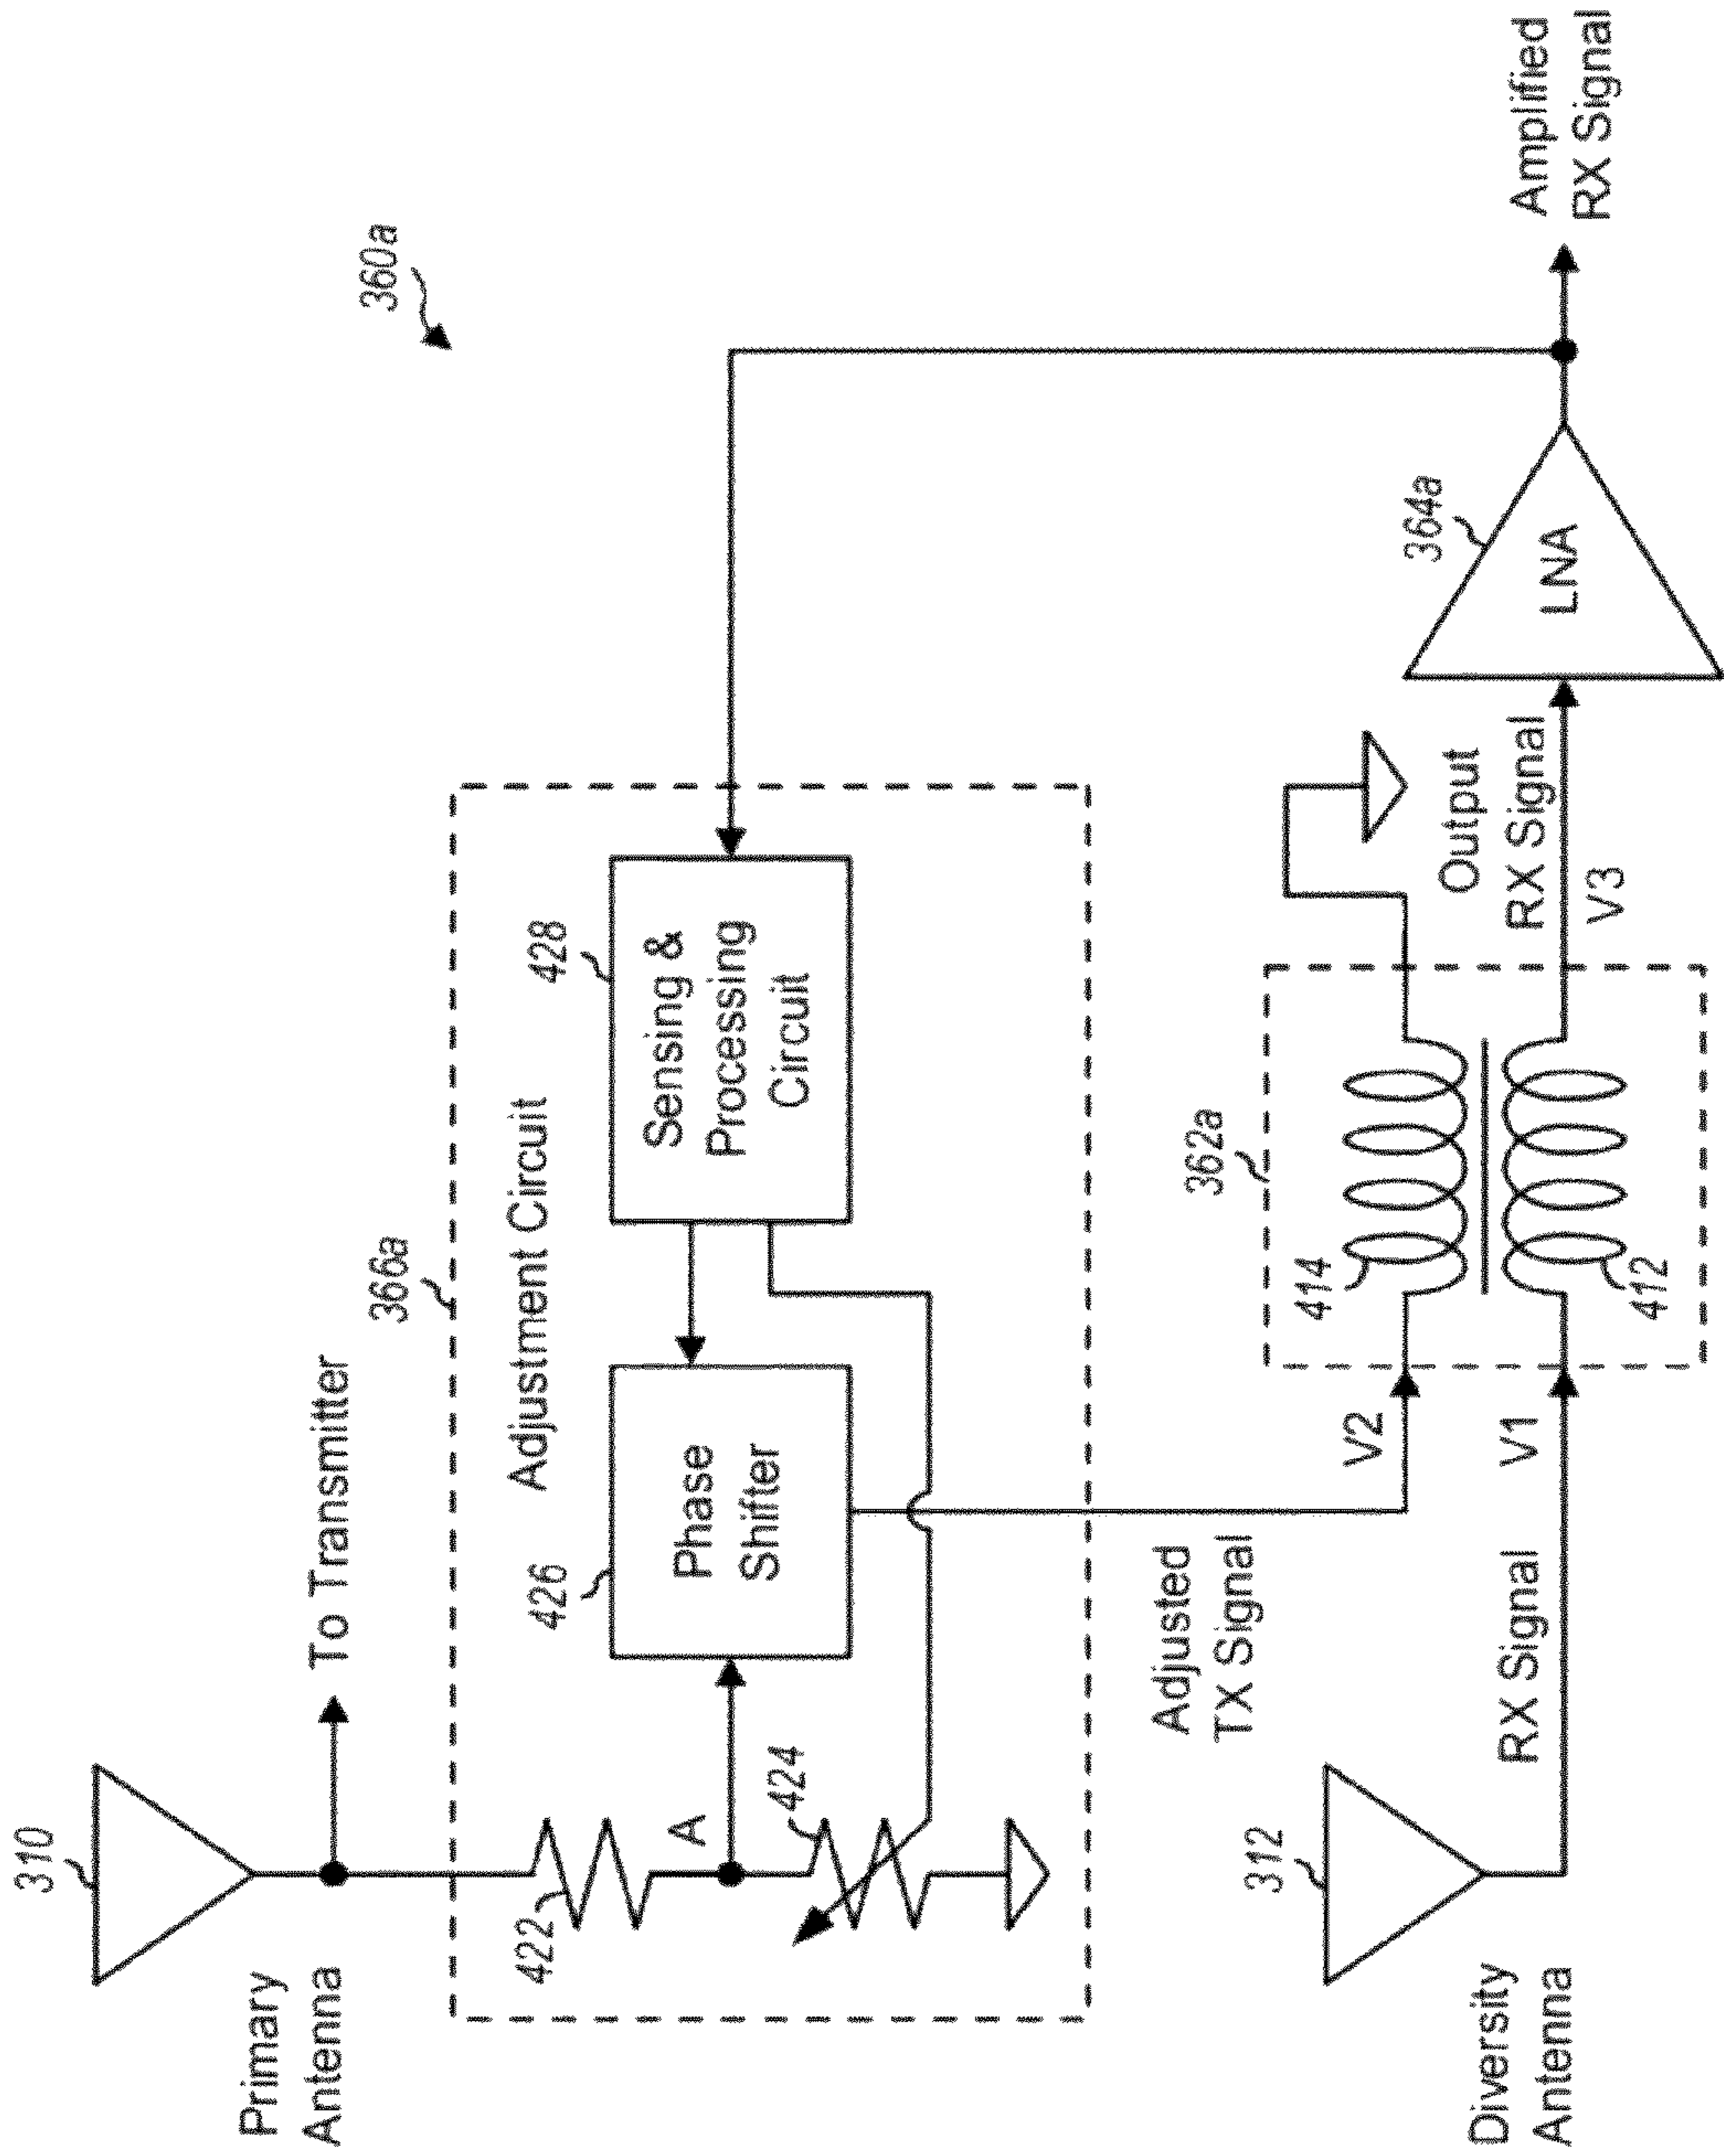 310
Primary
Antenna
To Transmitter
360a
366a
Adjustment Circuit
422
A
424
426
Phase
Shifter
428
Sensing &
Processing
Circuit
Adjusted
TX Signal
362a
414
412
V2
V1
312
Diversity
Antenna
RX Signal
Output
RX Signal
V3
364a
LNA
Amplified
RX Signal